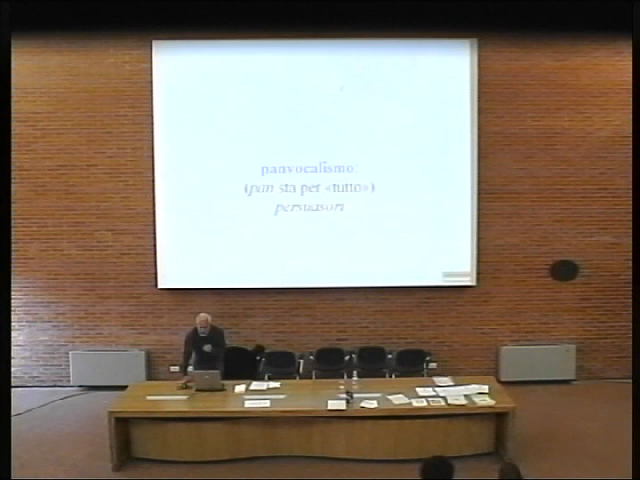 panvocalismo:
(pan sta per «tutto»)
persuasori